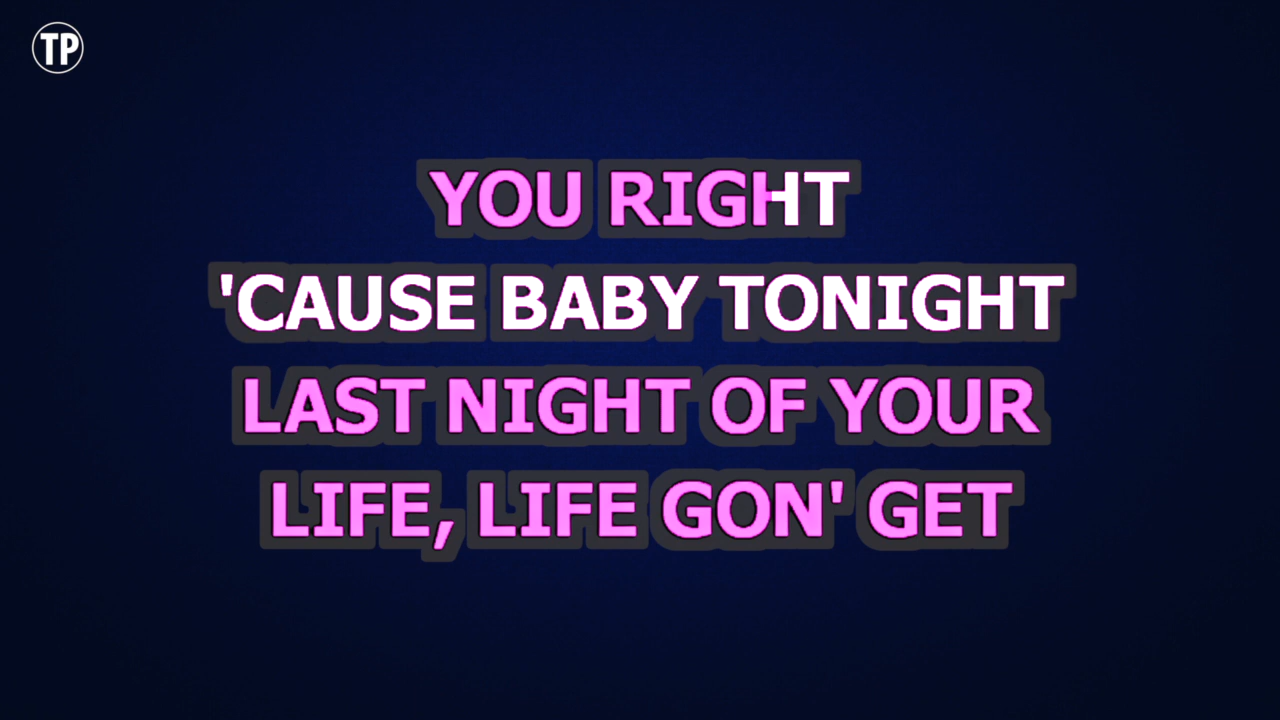 TP
YOU RIGHT
'CAUSE BABY TONIGHT
LAST NIGHT OF YOUR
LIFE, LIFE GON' GET